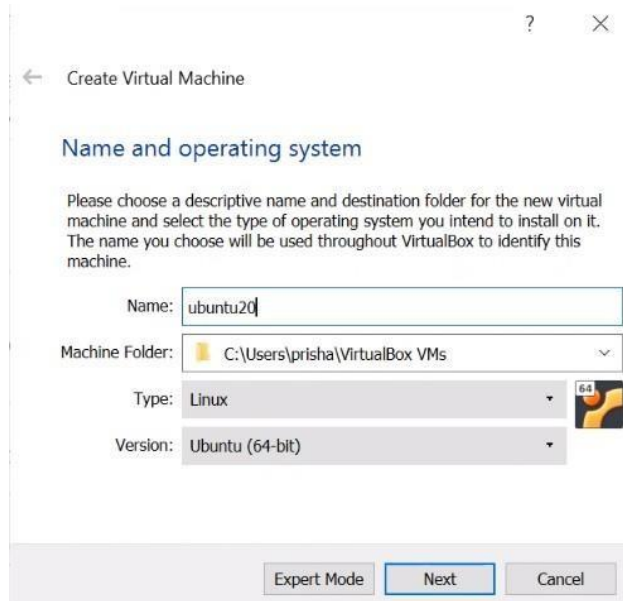 ?
Create Virtual Machine
Name and operating system
Please choose a descriptive name and destination folder for the new virtual
machine and select the type of operating system you intend to install on it.
The name you choose will be used throughout VirtualBox to identify this
machine.
Name: ubuntu20
Machine Folder: C:\Users\prisha\VirtualBox VMs
Type: Linux
64
Version: Ubuntu (64-bit)
Expert Mode Next Cancel